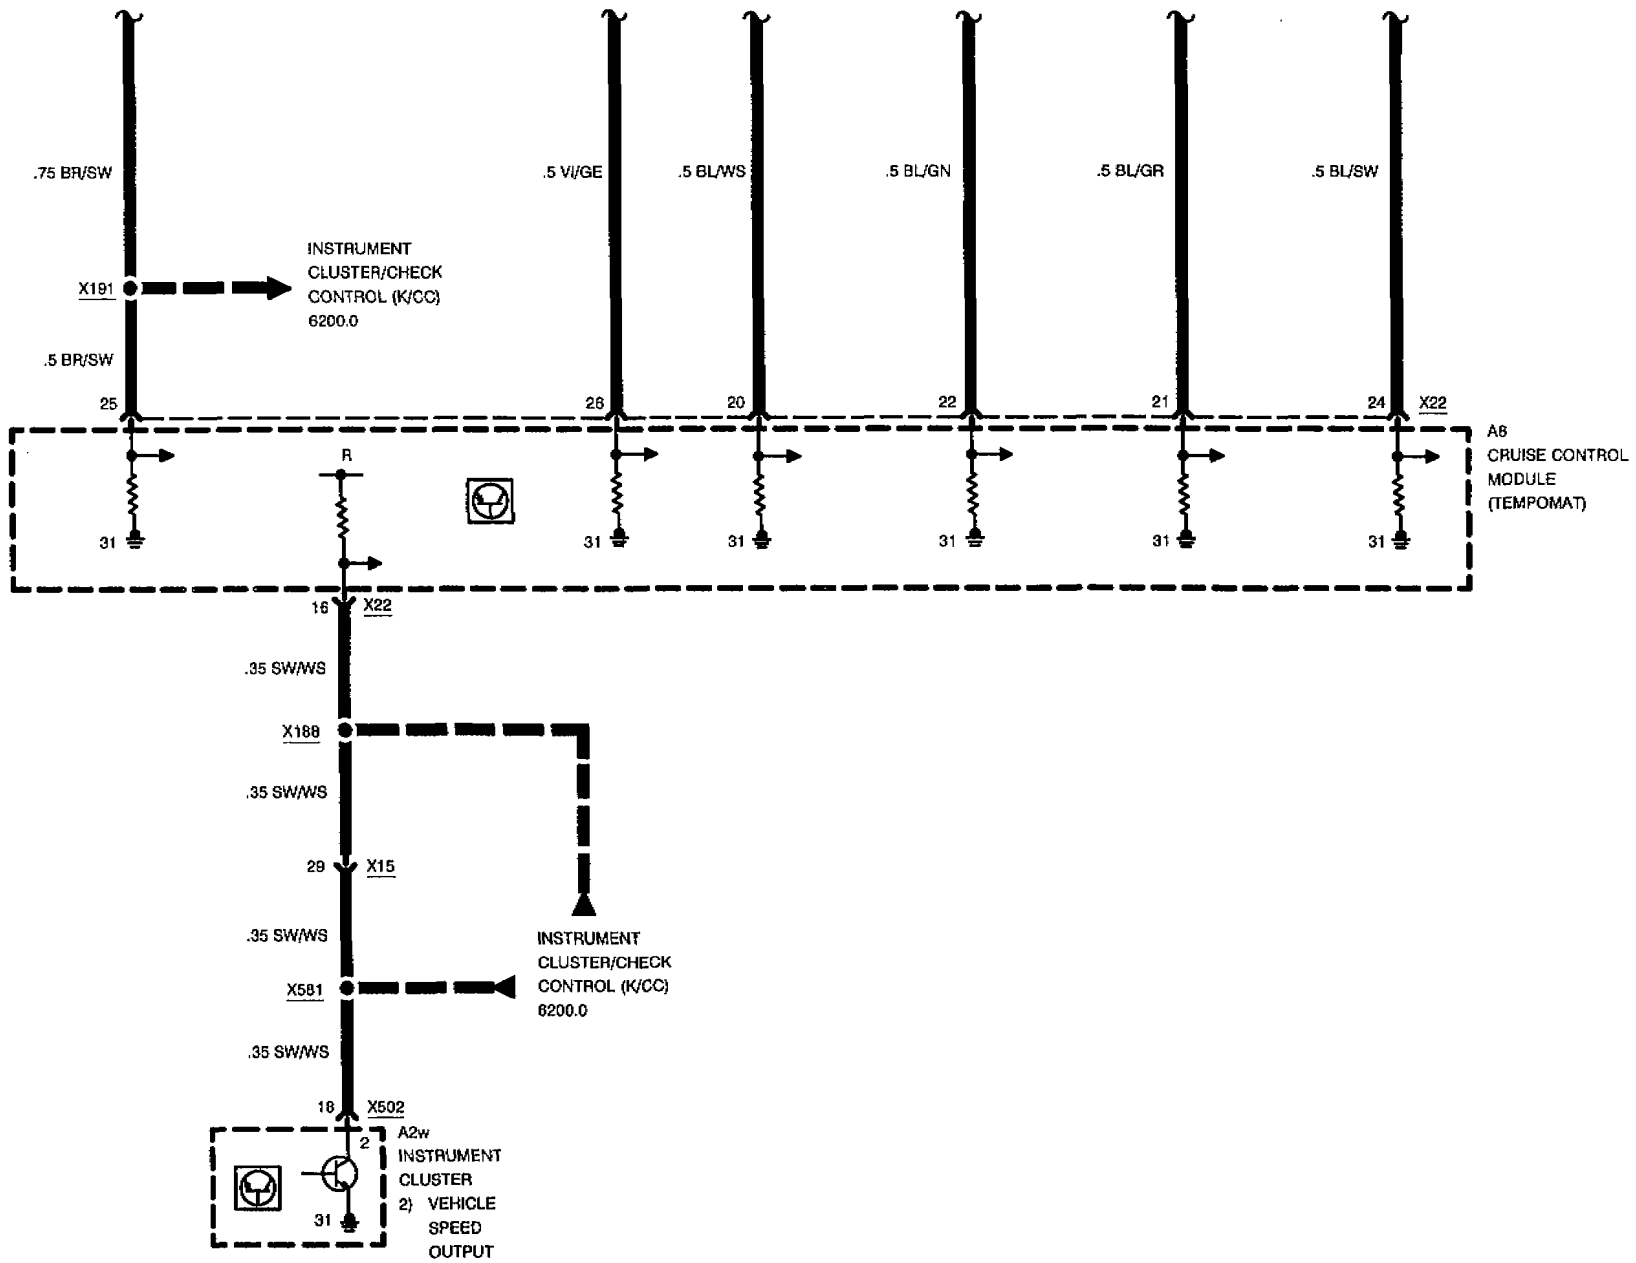 .75 BR/SW
.5 VI/GE
.5 BL/WS
.5 BL/GN
.5 BL/GR
.5 BL/SW
INSTRUMENT
CLUSTER/CHECK
CONTROL (K/CC)
6200.0
X191
.5 BR/SW
25
26
20
22
21
24
X22
A8
CRUISE CONTROL
MODULE
(TEMPOMAT)
R
31
31
31
31
31
31
16
X22
.35 SW/WS
X188
.35 SW/WS
29
X15
.35 SW/WS
INSTRUMENT
CLUSTER/CHECK
CONTROL (K/CC)
6200.0
X581
.35 SW/WS
18
X502
2
A2w
INSTRUMENT
CLUSTER
2) VEHICLE
SPEED
OUTPUT
31